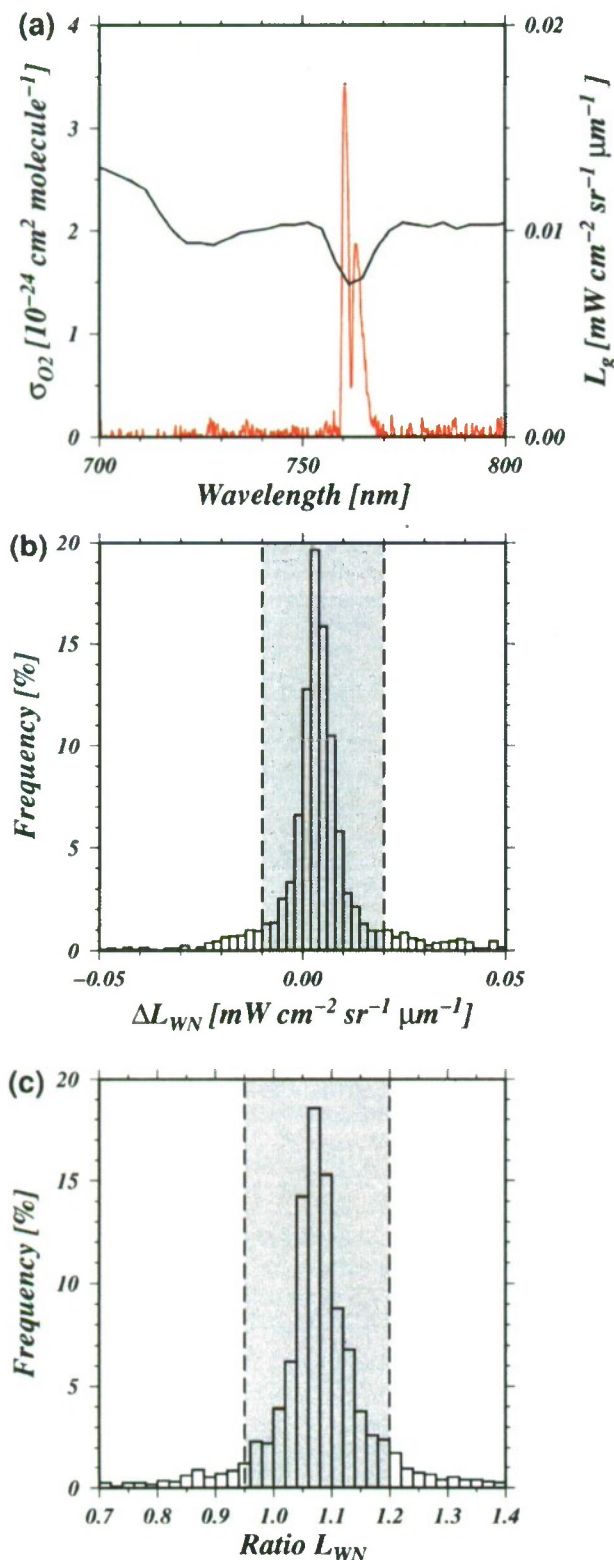 (a)
4
3
2
1
0
σO2 [10−24 cm2 molecule−1]
0.02
0.01
0.00
Lg [mW cm−2 sr−1 μm−1]
700 750 800
Wavelength [nm]
(b)
20
15
10
5
0
Frequency [%]
−0.05 0.00 0.05
ΔLWN [mW cm−2 sr−1 μm−1]
(c)
20
15
10
5
0
Frequency [%]
0.7 0.8 0.9 1.0 1.1 1.2 1.3 1.4
Ratio LWN